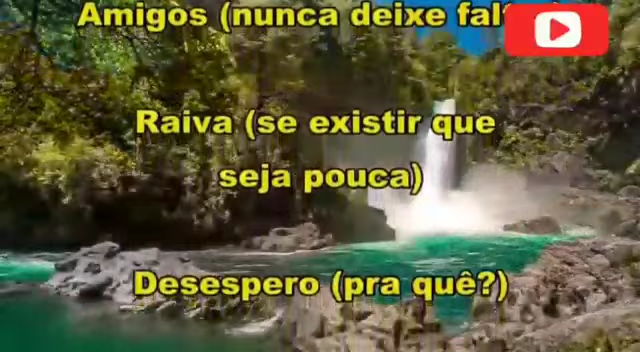 Amigos (nunca deixe
Raiva (se existir que
seja pouca)
Desespero (pra quê?)